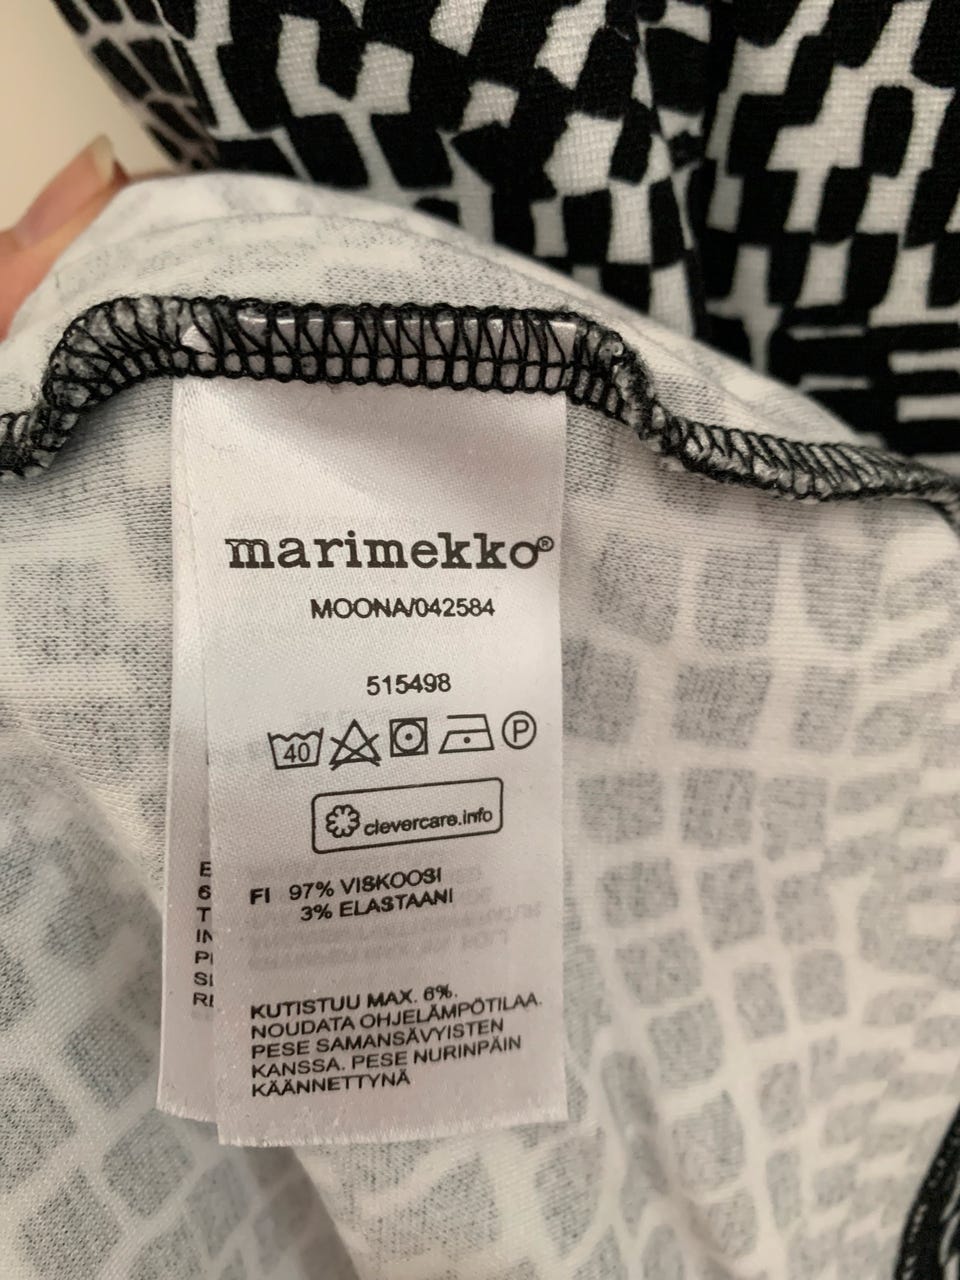 marimekko®
MOONA/042584
515498
40
P
clevercare.info
FI 97% VISKOOSI
3% ELASTAANI
KUTISTUU MAX. 6%.
NOUDATA OHJELÄMPÖTILAA.
PESE SAMANSÄVYISTEN
KANSSA. PESE NURINPÄIN
KÄÄNNETTYNÄ